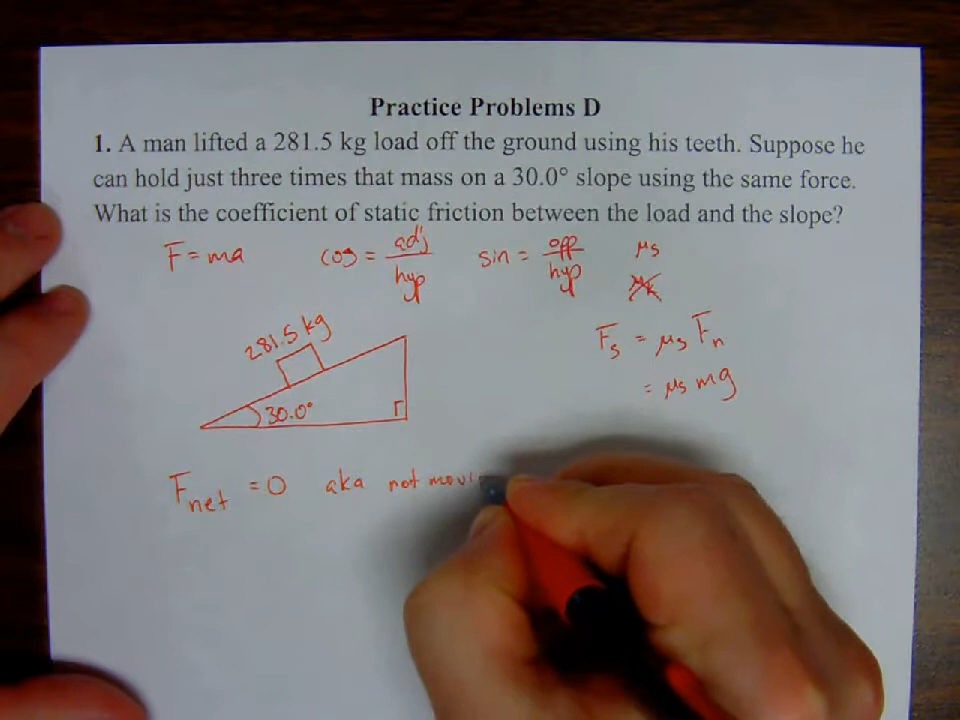 Practice Problems D
1. A man lifted a 281.5 kg load off the ground using his teeth. Suppose he
can hold just three times that mass on a 30.0° slope using the same force.
What is the coefficient of static friction between the load and the slope?
F = ma
cos = adj/hyp
sin = opp/hyp
μs
Fs = μs Fn
= μs mg
281.5 kg
30.0°
Fnet = 0 aka not movi